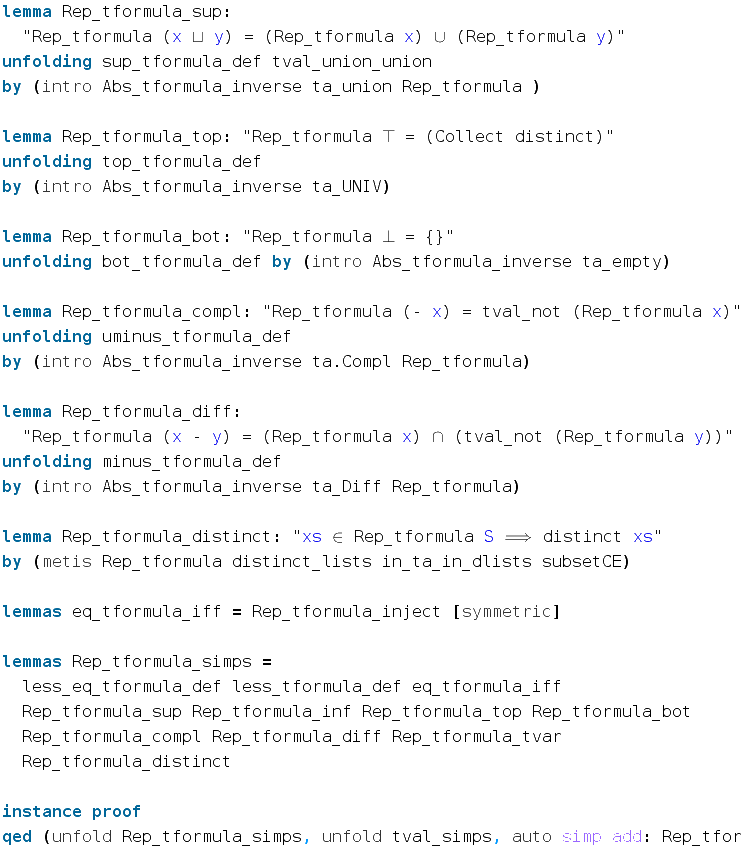 lemma Rep_tformula_sup:
"Rep_tformula (x ⊔ y) = (Rep_tformula x) ∪ (Rep_tformula y)"
unfolding sup_tformula_def tval_union_union
by (intro Abs_tformula_inverse ta_union Rep_tformula )
lemma Rep_tformula_top: "Rep_tformula ⊤ = (Collect distinct)"
unfolding top_tformula_def
by (intro Abs_tformula_inverse ta_UNIV)
lemma Rep_tformula_bot: "Rep_tformula ⊥ = {}"
unfolding bot_tformula_def by (intro Abs_tformula_inverse ta_empty)
lemma Rep_tformula_compl: "Rep_tformula (- x) = tval_not (Rep_tformula x)"
unfolding uminus_tformula_def
by (intro Abs_tformula_inverse ta.Compl Rep_tformula)
lemma Rep_tformula_diff:
"Rep_tformula (x - y) = (Rep_tformula x) ∩ (tval_not (Rep_tformula y))"
unfolding minus_tformula_def
by (intro Abs_tformula_inverse ta_Diff Rep_tformula)
lemma Rep_tformula_distinct: "xs ∈ Rep_tformula S ⟹ distinct xs"
by (metis Rep_tformula distinct_lists in_ta_in_dlists subsetCE)
lemmas eq_tformula_iff = Rep_tformula_inject [symmetric]
lemmas Rep_tformula_simps =
less_eq_tformula_def less_tformula_def eq_tformula_iff
Rep_tformula_sup Rep_tformula_inf Rep_tformula_top Rep_tformula_bot
Rep_tformula_compl Rep_tformula_diff Rep_tformula_tvar
Rep_tformula_distinct
instance proof
qed (unfold Rep_tformula_simps, unfold tval_simps, auto simp add: Rep_tfor